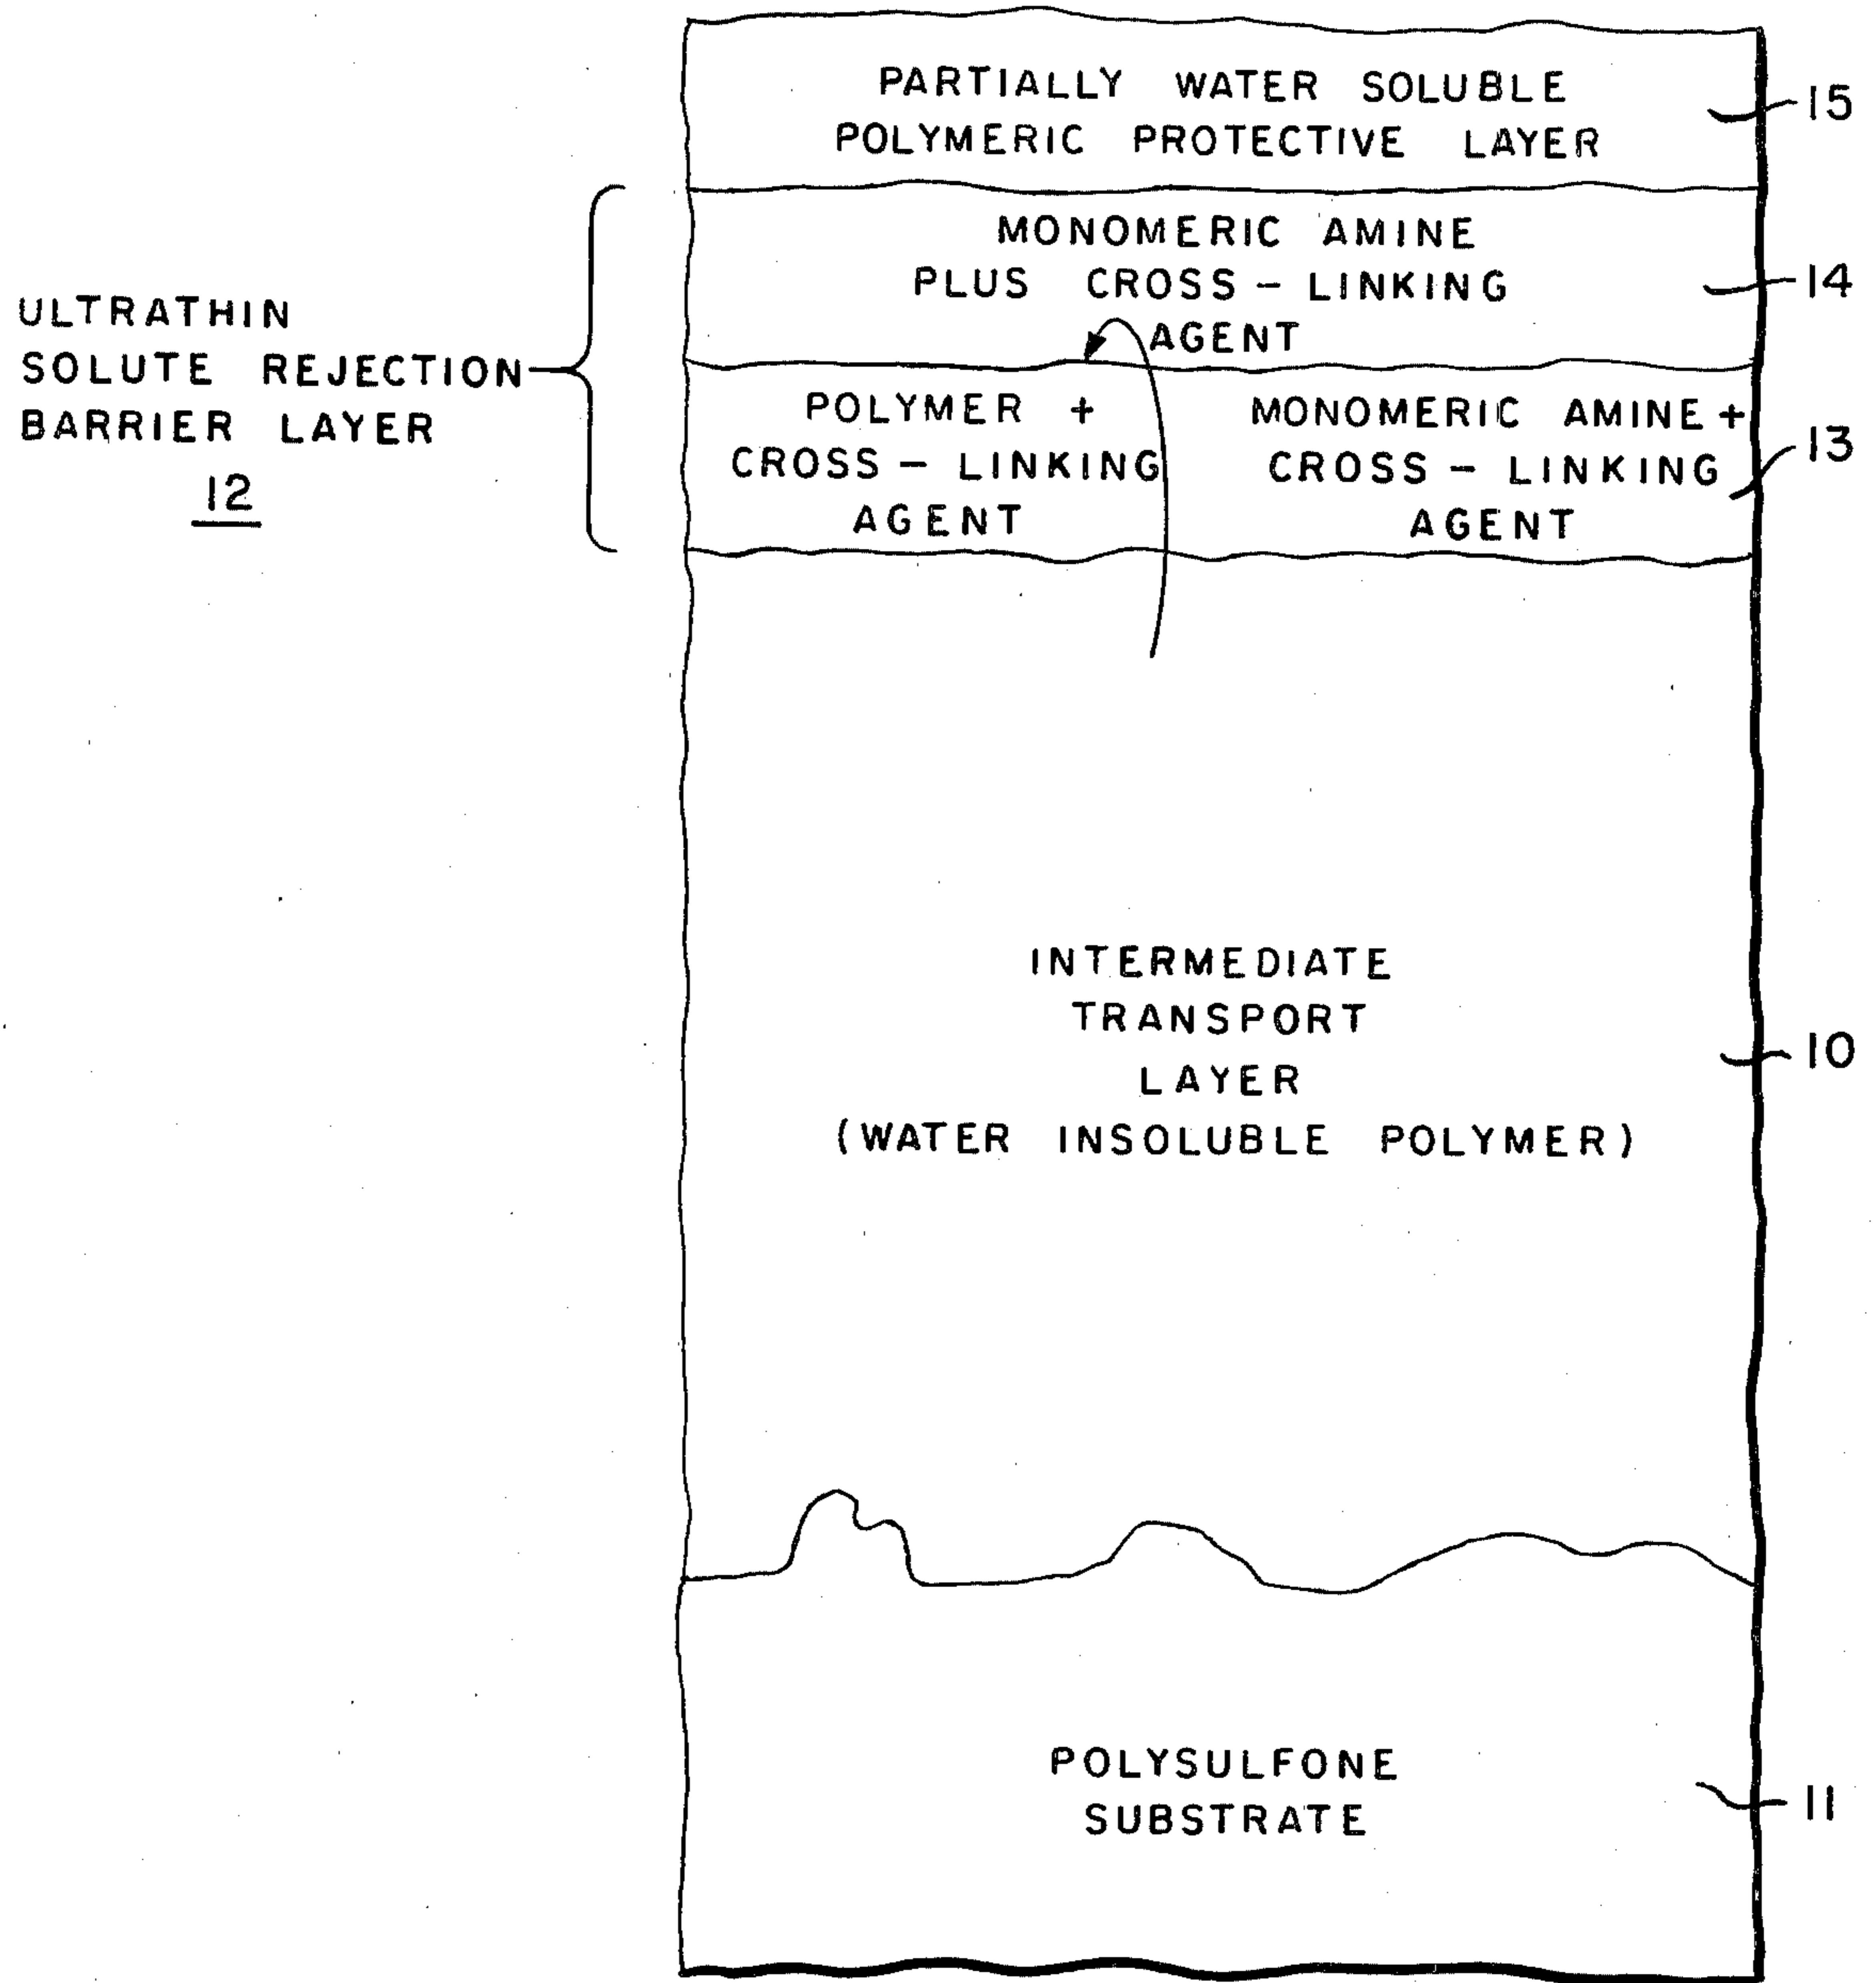 PARTIALLY WATER SOLUBLE
POLYMERIC PROTECTIVE LAYER
15
MONOMERIC AMINE
PLUS CROSS – LINKING
AGENT
14
ULTRATHIN
SOLUTE REJECTION
BARRIER LAYER
12
POLYMER +
CROSS – LINKING
AGENT
MONOMERIC AMINE +
CROSS – LINKING
AGENT
13
INTERMEDIATE
TRANSPORT
LAYER
(WATER INSOLUBLE POLYMER)
10
POLYSULFONE
SUBSTRATE
11